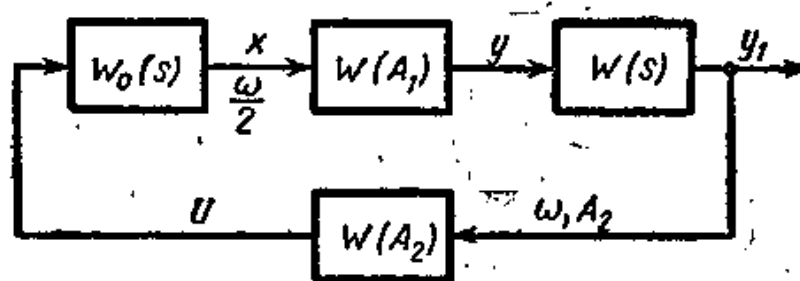 W₀(s)
x
ω/2
W(A₁)
y
W(s)
y₁
U
W(A₂)
ω, A₂